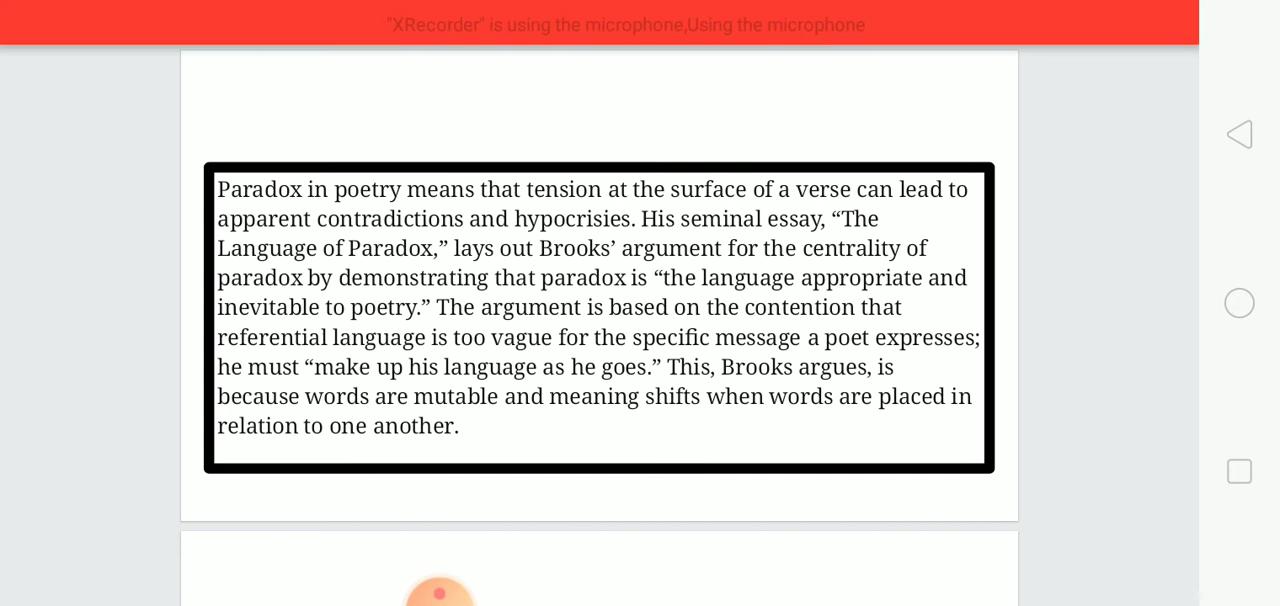 "XRecorder" is using the microphone,Using the microphone
Paradox in poetry means that tension at the surface of a verse can lead to
apparent contradictions and hypocrisies. His seminal essay, “The
Language of Paradox,” lays out Brooks’ argument for the centrality of
paradox by demonstrating that paradox is “the language appropriate and
inevitable to poetry.” The argument is based on the contention that
referential language is too vague for the specific message a poet expresses;
he must “make up his language as he goes.” This, Brooks argues, is
because words are mutable and meaning shifts when words are placed in
relation to one another.